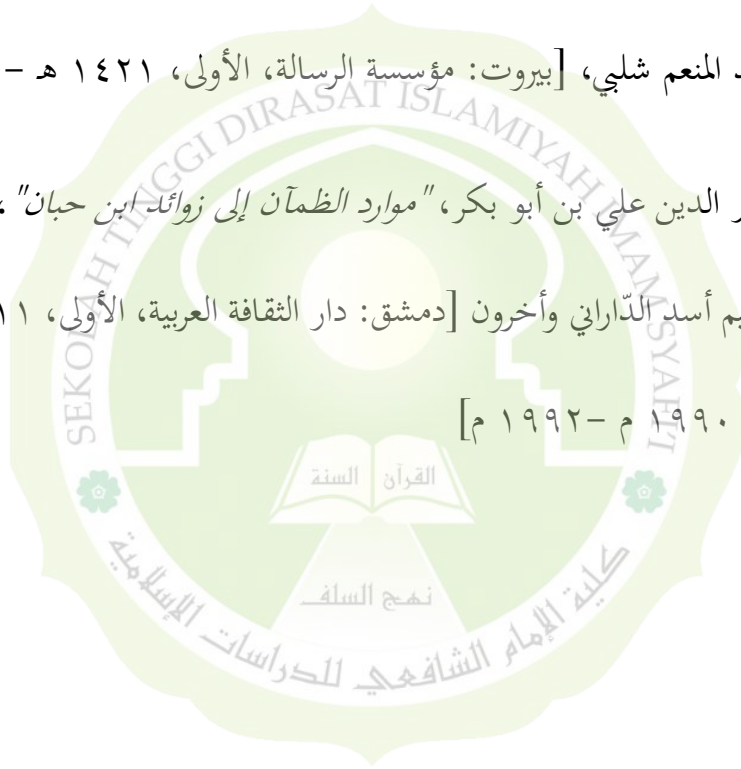 د المنعم شلبي، [بيروت: مؤسسة الرسالة، الأولى، ١٤٢١ هـ –
ر الدين علي بن أبو بكر، "موارد الظمآن إلى زوائد ابن حبان"،
يم أسد الدّاراني وأخرون [دمشق: دار الثقافة العربية، الأولى، ١١
١٩٩٠ م –١٩٩٢ م]
SEKOLAH TINGGI DIRASAT ISLAMIYAH IMAM SYAFI'I
القرآن السنة
نهج السلف
كلية الإمام الشافعي للدراسات الإسلامية